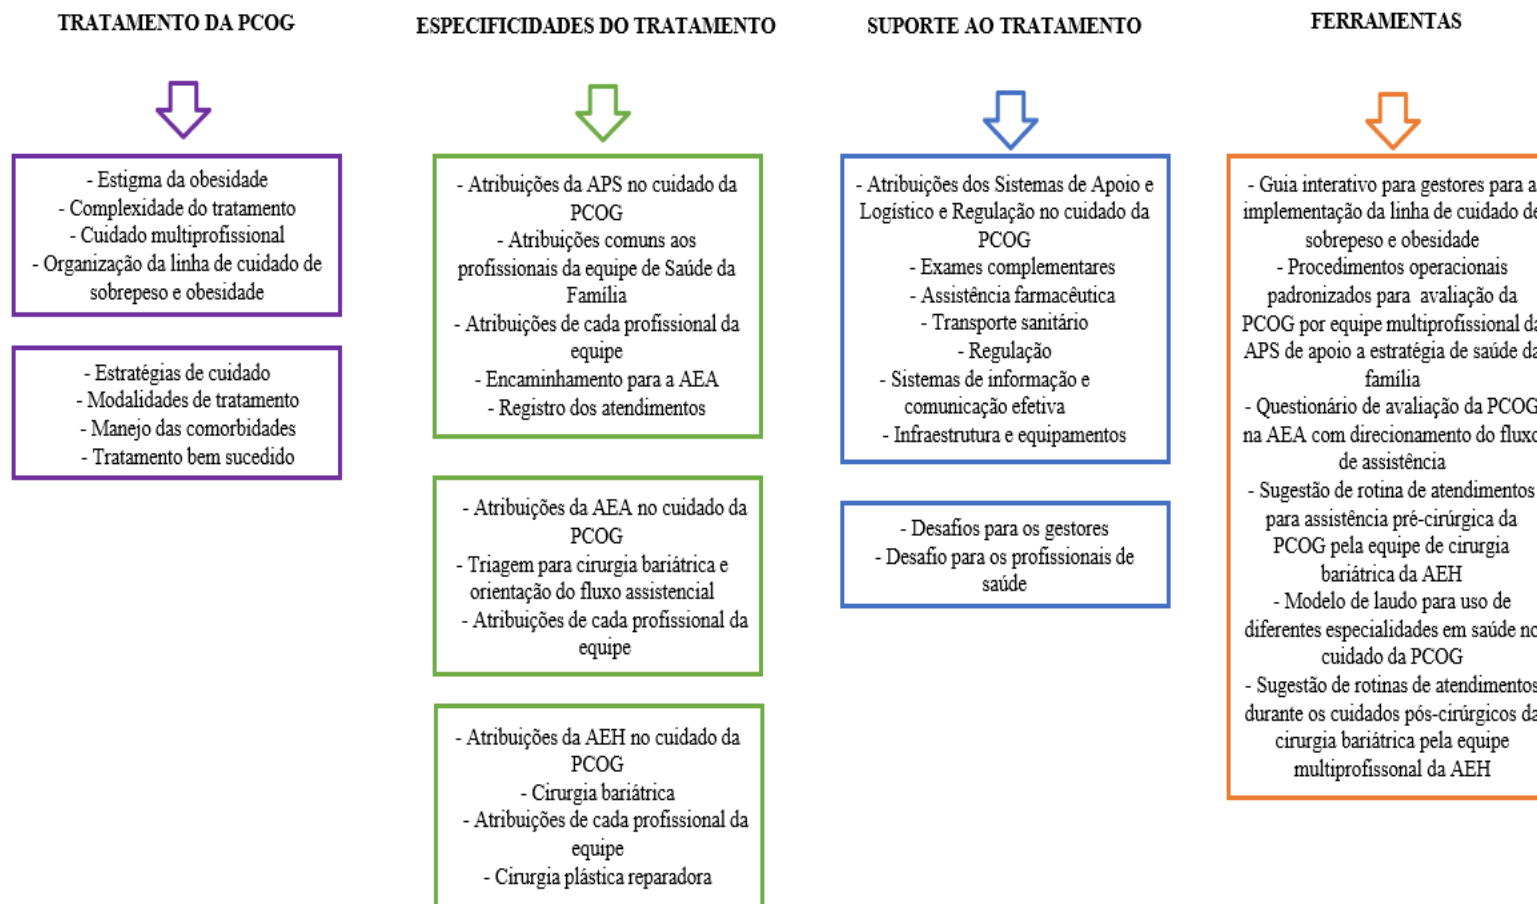 TRATAMENTO DA PCOG
- Estigma da obesidade
- Complexidade do tratamento
- Cuidado multiprofissional
- Organização da linha de cuidado de
sobrepeso e obesidade
- Estratégias de cuidado
- Modalidades de tratamento
- Manejo das comorbidades
- Tratamento bem sucedido
ESPECIFICIDADES DO TRATAMENTO
- Atribuições da APS no cuidado da
PCOG
- Atribuições comuns aos
profissionais da equipe de Saúde da
Família
- Atribuições de cada profissional da
equipe
- Encaminhamento para a AEA
- Registro dos atendimentos
- Atribuições da AEA no cuidado da
PCOG
- Triagem para cirurgia bariátrica e
orientação do fluxo assistencial
- Atribuições de cada profissional da
equipe
- Atribuições da AEH no cuidado da
PCOG
- Cirurgia bariátrica
- Atribuições de cada profissional da
equipe
- Cirurgia plástica reparadora
SUPORTE AO TRATAMENTO
- Atribuições dos Sistemas de Apoio e
Logístico e Regulação no cuidado da
PCOG
- Exames complementares
- Assistência farmacêutica
- Transporte sanitário
- Regulação
- Sistemas de informação e
comunicação efetiva
- Infraestrutura e equipamentos
- Desafios para os gestores
- Desafio para os profissionais de
saúde
FERRAMENTAS
- Guia interativo para gestores para a
implementação da linha de cuidado de
sobrepeso e obesidade
- Procedimentos operacionais
padronizados para avaliação da
PCOG por equipe multiprofissional da
APS de apoio a estratégia de saúde da
família
- Questionário de avaliação da PCOG
na AEA com direcionamento do fluxo
de assistência
- Sugestão de rotina de atendimentos
para assistência pré-cirúrgica da
PCOG pela equipe de cirurgia
bariátrica da AEH
- Modelo de laudo para uso de
diferentes especialidades em saúde no
cuidado da PCOG
- Sugestão de rotinas de atendimentos
durante os cuidados pós-cirúrgicos da
cirurgia bariátrica pela equipe
multiprofissonal da AEH